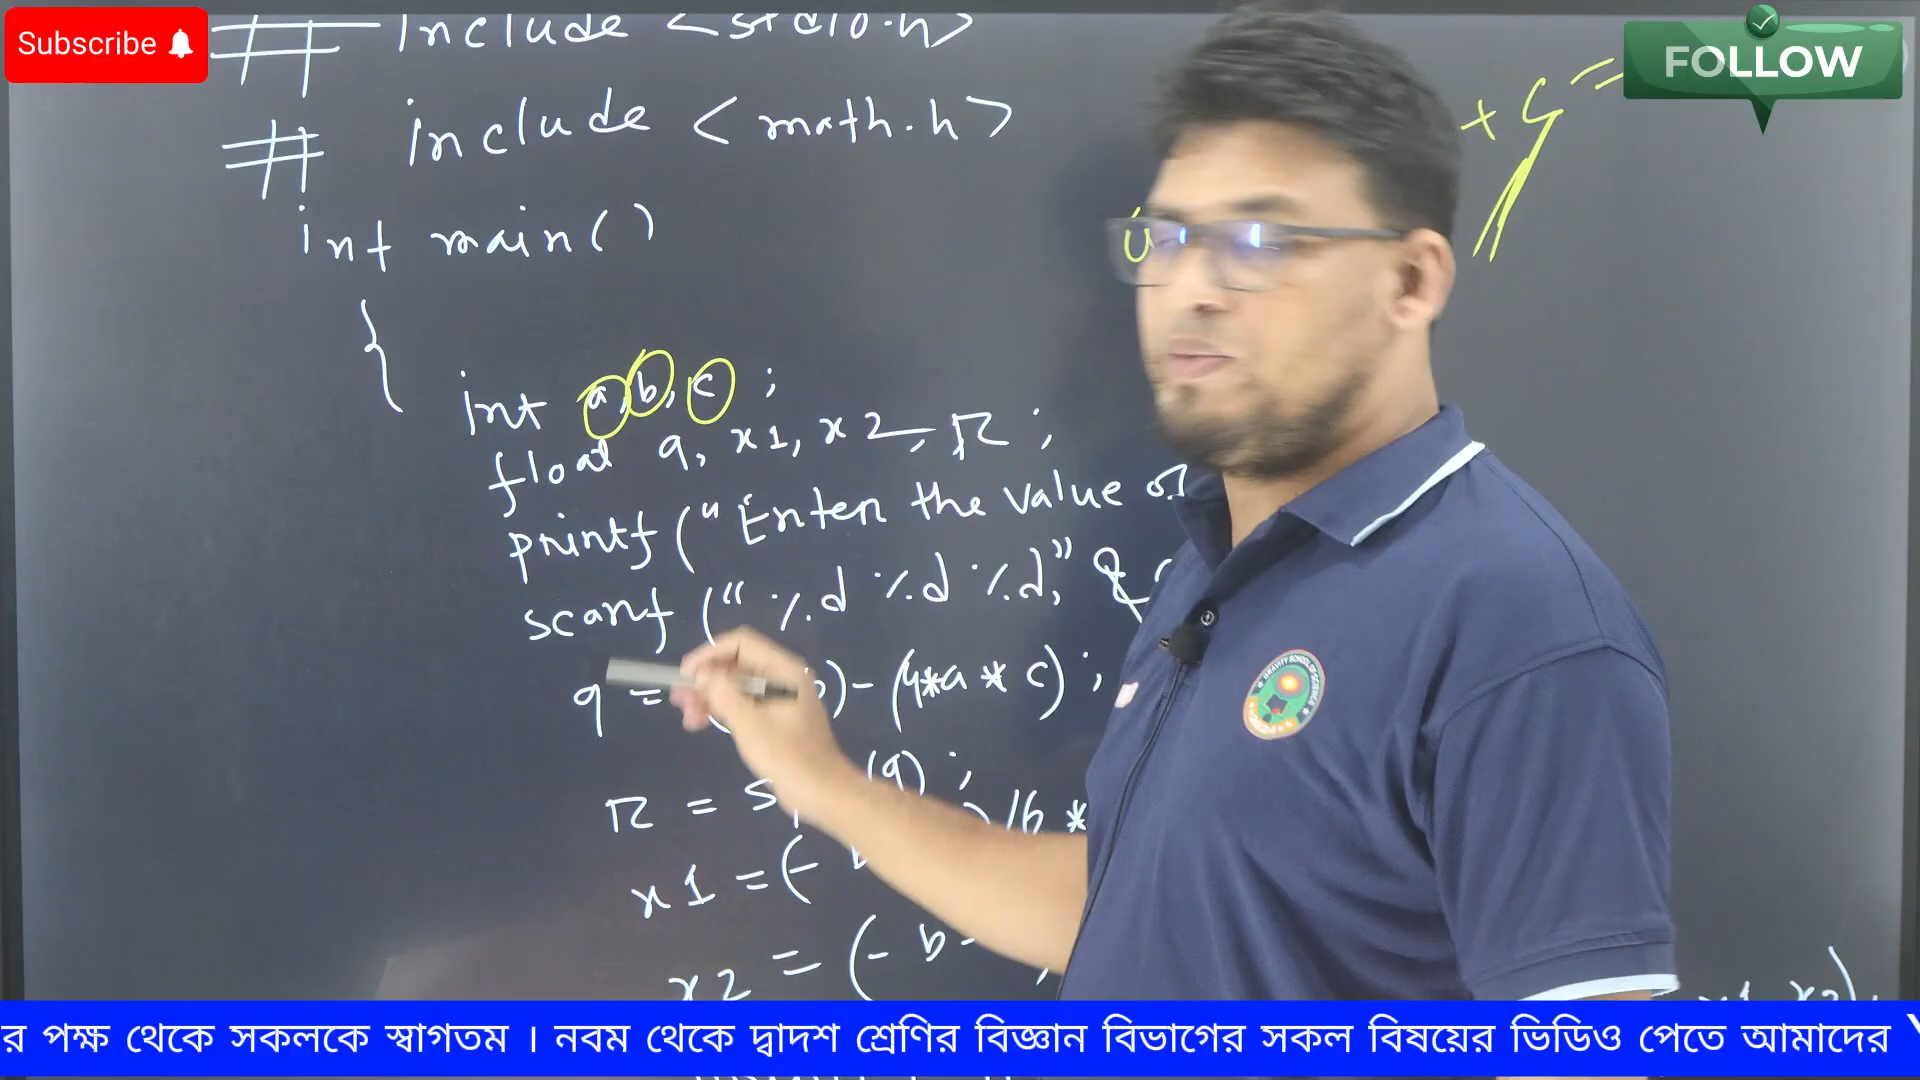 Subscribe
FOLLOW
# include <stdio.h>
# include <math.h>
+ c =
int main()
{
int a, b, c ;
float q, x1, x2, r ;
printf ("Enter the value of
scanf (" %d %d %d," &
q = b) - (4*a * c) ;
r = s (q) ;
x1 = (- b
x2 = (- b -
র পক্ষ থেকে সকলকে স্বাগতম । নবম থেকে দ্বাদশ শ্রেণির বিজ্ঞান বিভাগের সকল বিষয়ের ভিডিও পেতে আমাদের